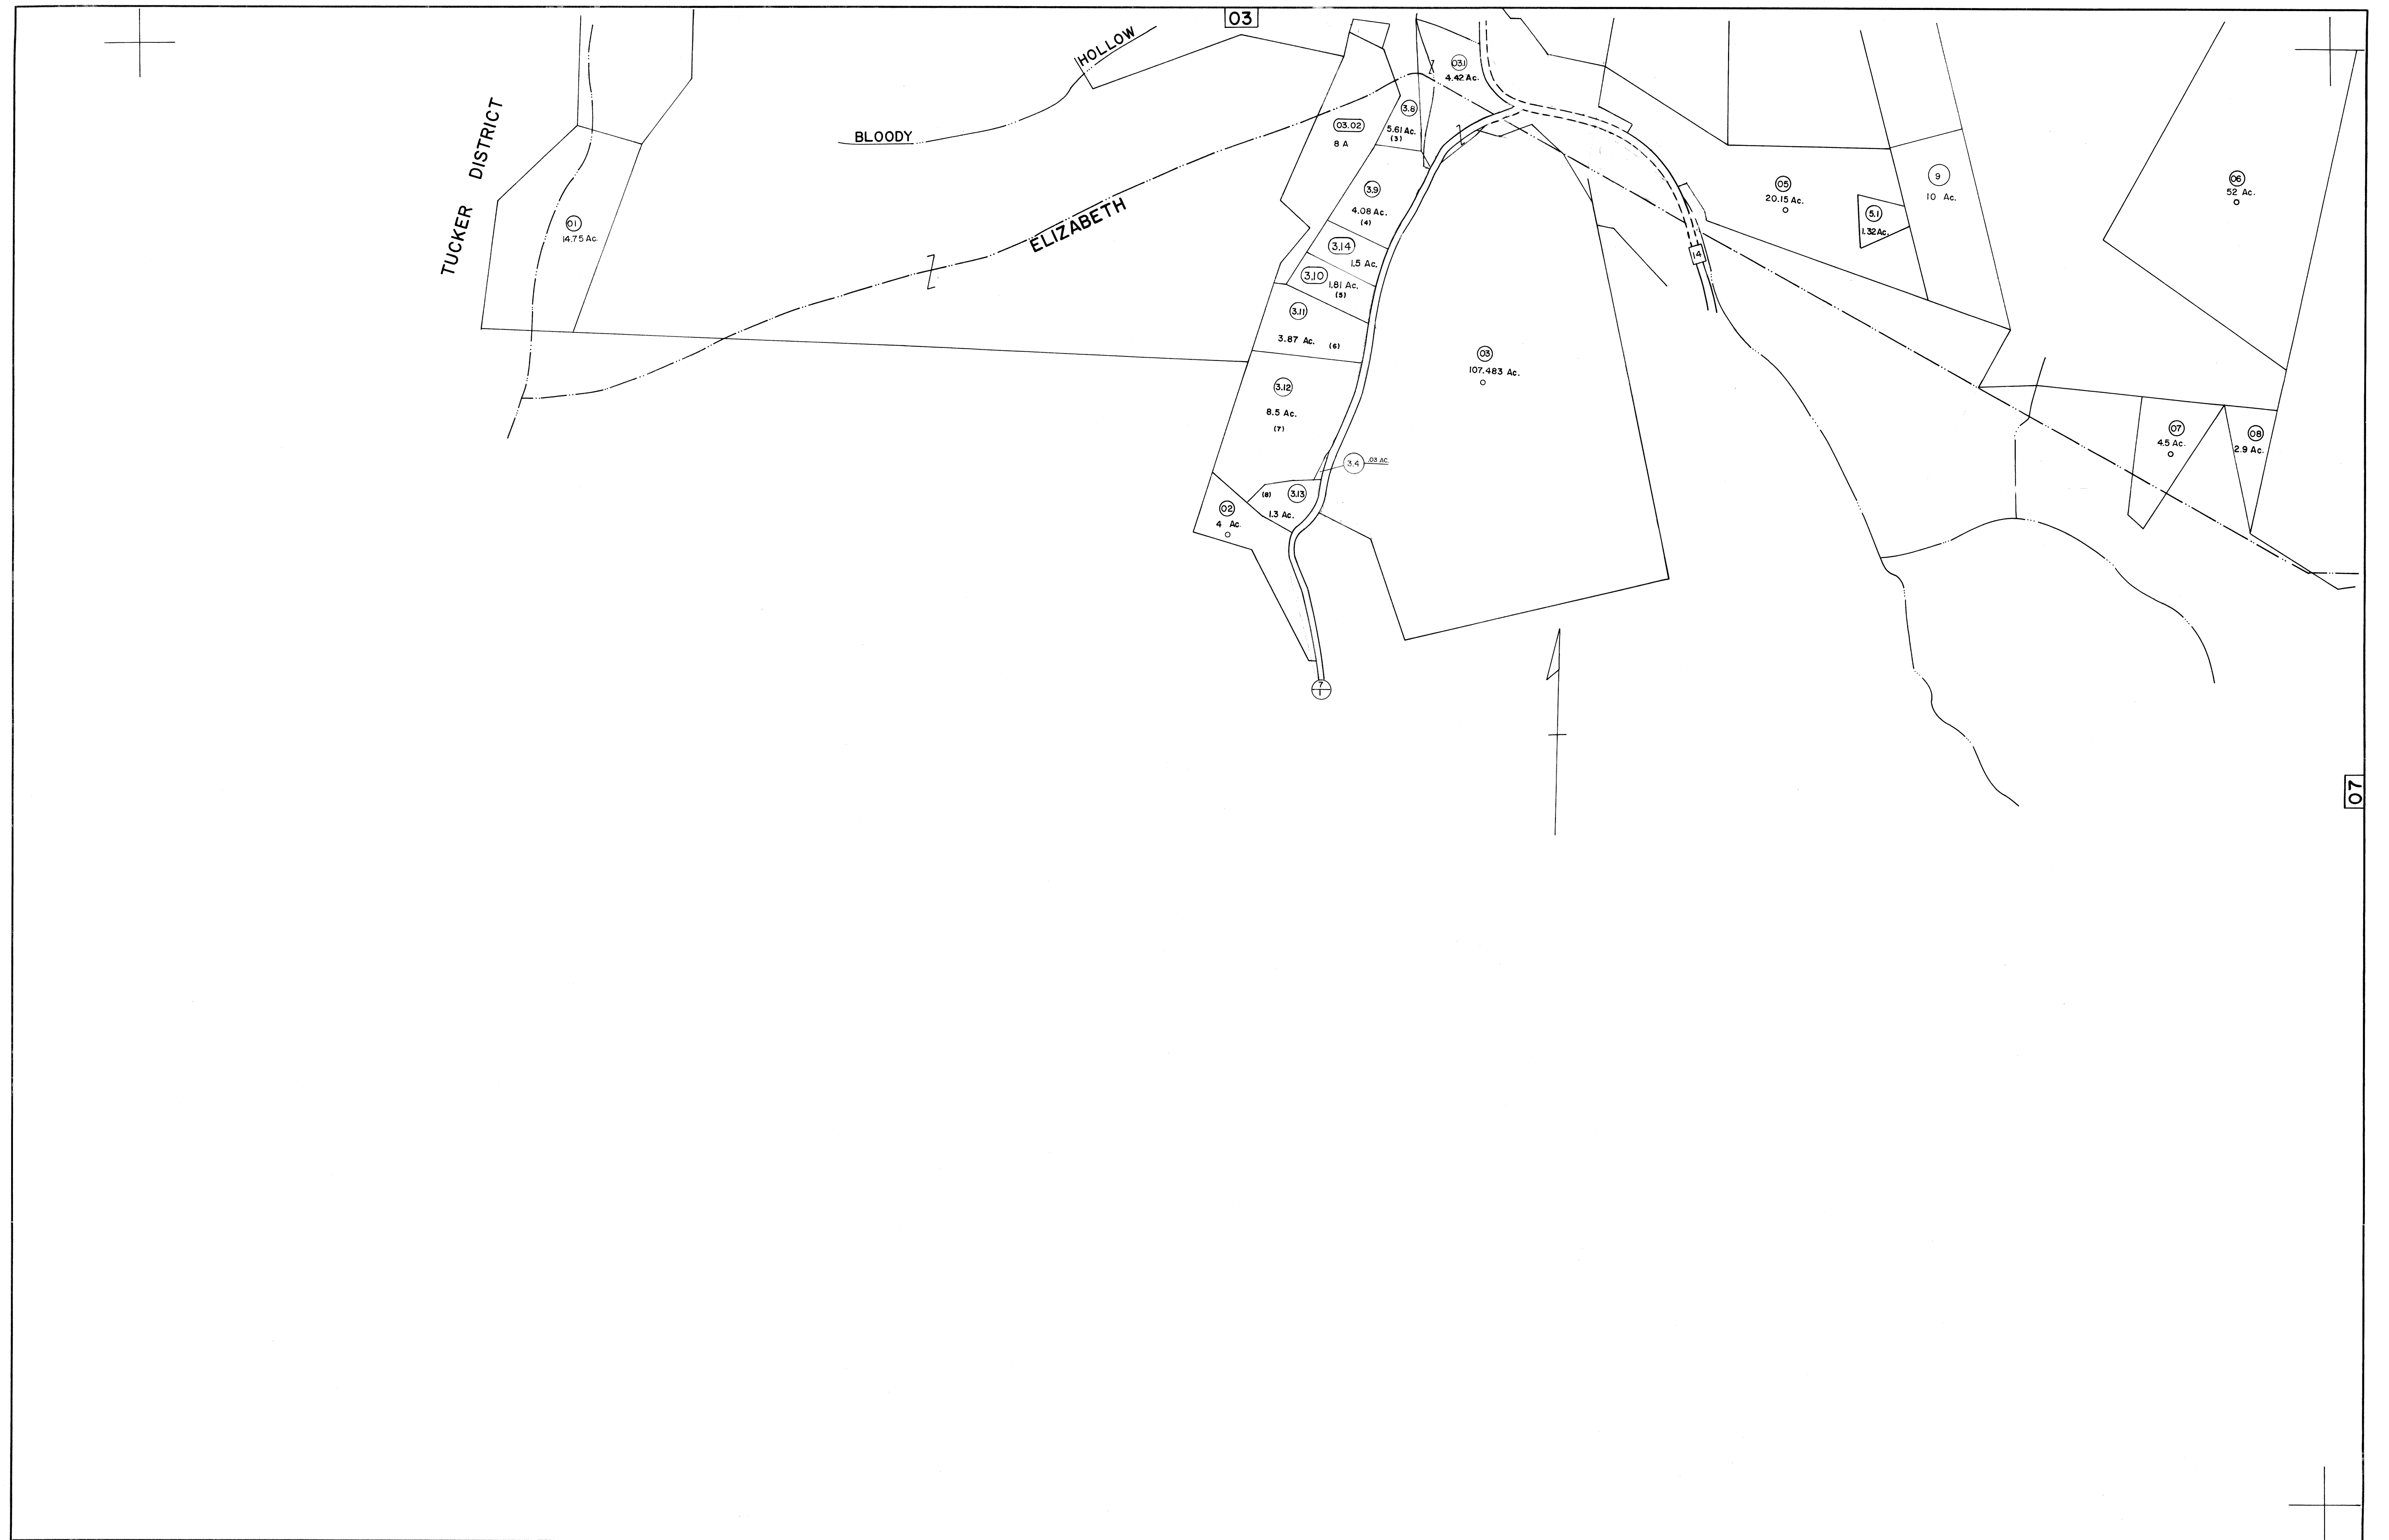 03
HOLLOW
BLOODY
TUCKER DISTRICT
ELIZABETH
01
14.75 Ac.
03.1
4.42 Ac.
3.8
5.61 Ac.
(3)
03.02
8 A
3.9
4.08 Ac.
(4)
3.14
1.5 Ac.
3.10
1.81 Ac.
(5)
3.11
3.87 Ac. (6)
3.12
8.5 Ac.
(7)
3.4 .03 AC.
(8) 3.13
1.3 Ac.
02
4 Ac.
7
1
03
107.483 Ac.
14
05
20.15 Ac.
5.1
1.32 Ac.
9
10 Ac.
06
52 Ac.
07
4.5 Ac.
08
2.9 Ac.
07